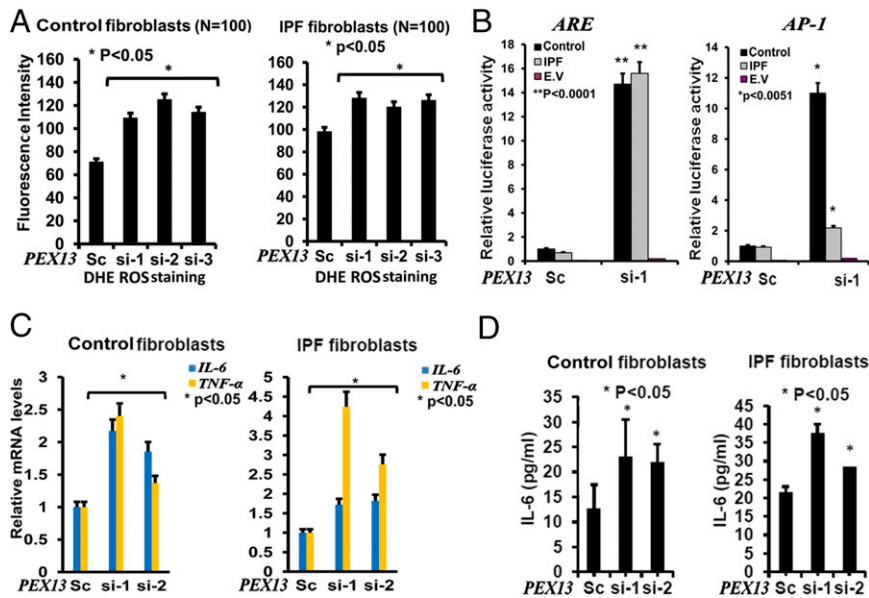 A
Control fibroblasts (N=100)
* P<0.05
*
Fluorescence Intensity
160
140
120
100
80
60
40
20
0
PEX13 Sc si-1 si-2 si-3
DHE ROS staining
IPF fibroblasts (N=100)
* p<0.05
*
160
140
120
100
80
60
40
20
0
Sc si-1 si-2 si-3
DHE ROS staining
B
ARE
Relative luciferase activity
18
16
14
12
10
8
6
4
2
0
Control
IPF
E.V
**P<0.0001
** **
PEX13 Sc si-1
AP-1
Relative luciferase activity
14
12
10
8
6
4
2
0
Control
IPF
E.V
*p<0.0051
*
*
PEX13 Sc si-1
C
Control fibroblasts
Relative mRNA levels
3
2.5
2
1.5
1
0.5
0
*
IL-6
TNF-α
* p<0.05
PEX13 Sc si-1 si-2
IPF fibroblasts
5
4.5
4
3.5
3
2.5
2
1.5
1
0.5
0
*
IL-6
TNF-α
* p<0.05
Sc si-1 si-2
D
Control fibroblasts
* P<0.05
IL-6 (pg/ml)
35
30
25
20
15
10
5
0
*
*
PEX13 Sc si-1 si-2
IPF fibroblasts
* P<0.05
IL-6 (pg/ml)
45
40
35
30
25
20
15
10
5
0
*
*
PEX13 Sc si-1 si-2